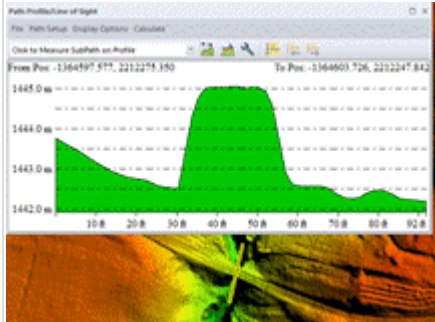 Path Profile/Line of Sight
File Path Setup Display Options Calculate
Click to Measure SubPath on Profile
From Pos: -1364597.577, 2212275.350 To Pos: -1364603.726, 2212247.842
1445.0 m
1444.0 m
1443.0 m
1442.0 m
10 ft 20 ft 30 ft 40 ft 50 ft 60 ft 70 ft 80 ft 92 ft